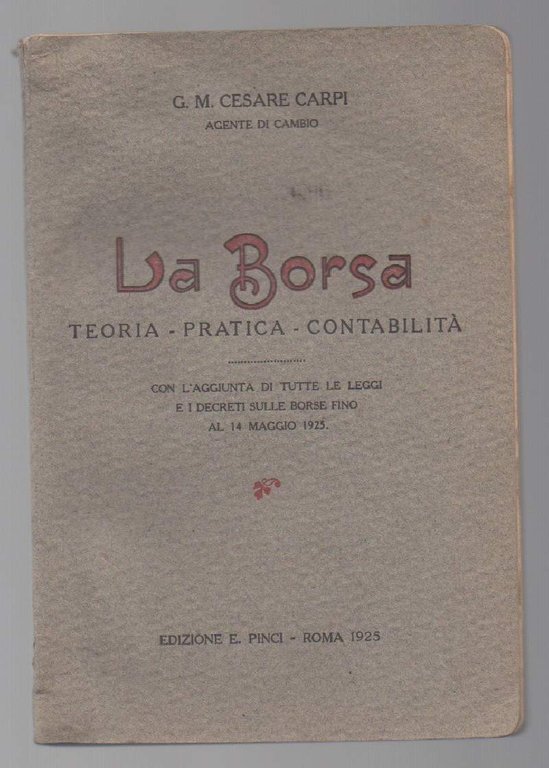 G. M. CESARE CARPI
AGENTE DI CAMBIO
La Borsa
TEORIA - PRATICA - CONTABILITÀ
CON L'AGGIUNTA DI TUTTE LE LEGGI
E I DECRETI SULLE BORSE FINO
AL 14 MAGGIO 1925.
EDIZIONE E. PINCI - ROMA 1925